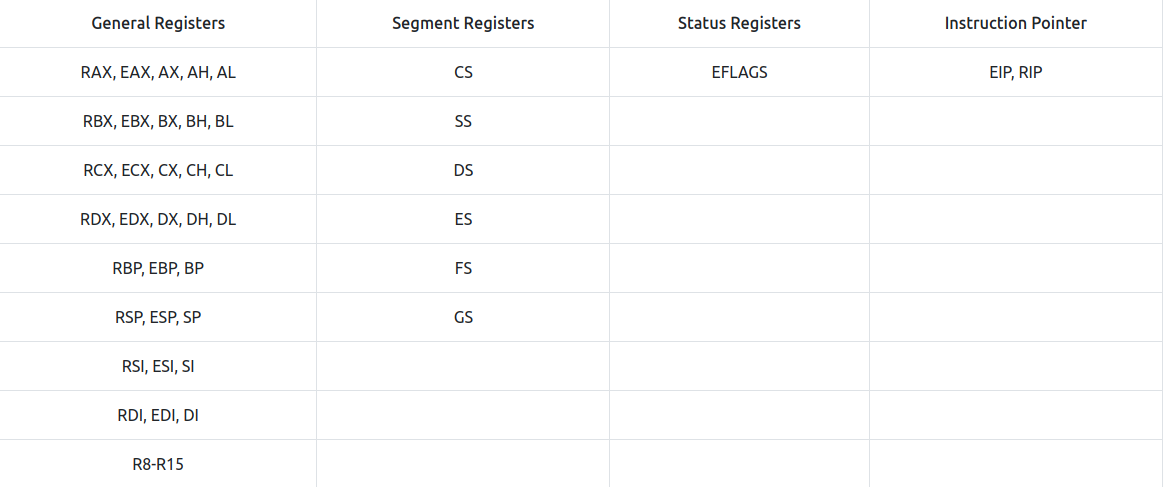 General Registers Segment Registers Status Registers Instruction Pointer
RAX, EAX, AX, AH, AL CS EFLAGS EIP, RIP
RBX, EBX, BX, BH, BL SS
RCX, ECX, CX, CH, CL DS
RDX, EDX, DX, DH, DL ES
RBP, EBP, BP FS
RSP, ESP, SP GS
RSI, ESI, SI
RDI, EDI, DI
R8-R15